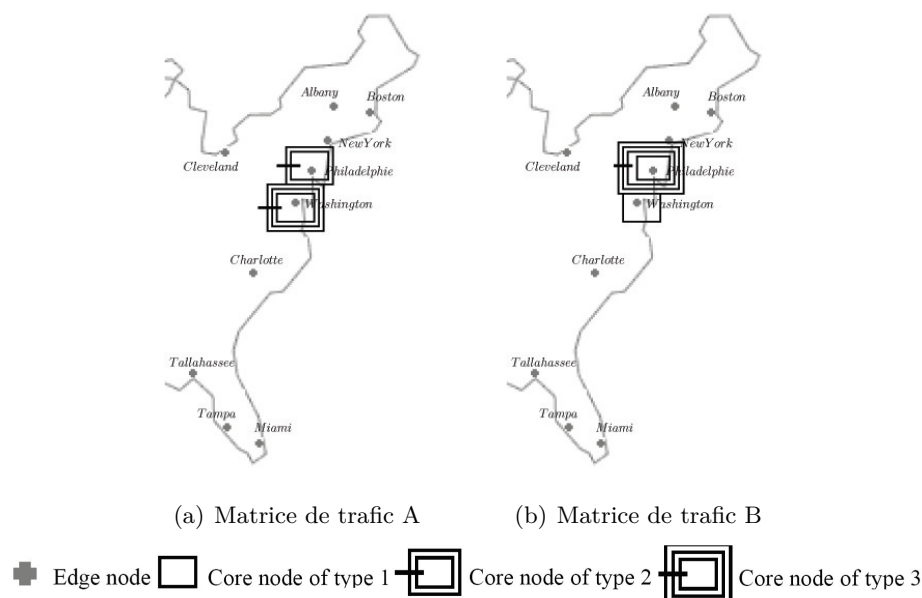 Albany
Boston
NewYork
Cleveland
Philadelphie
Washington
Charlotte
Tallahassee
Tampa
Miami
Albany
Boston
NewYork
Cleveland
Philadelphie
Washington
Charlotte
Tallahassee
Tampa
Miami
(a) Matrice de trafic A
(b) Matrice de trafic B
Edge node Core node of type 1 Core node of type 2 Core node of type 3